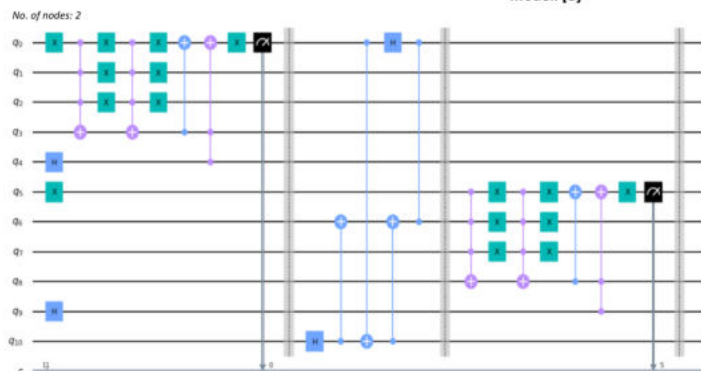 No. of nodes: 2
q0 X X X X
q1 X X
q2 X X
q3
q4 H
q5 X X X X
q6
q7 X X
q8
q9 H
q10 H
H
11 0 5